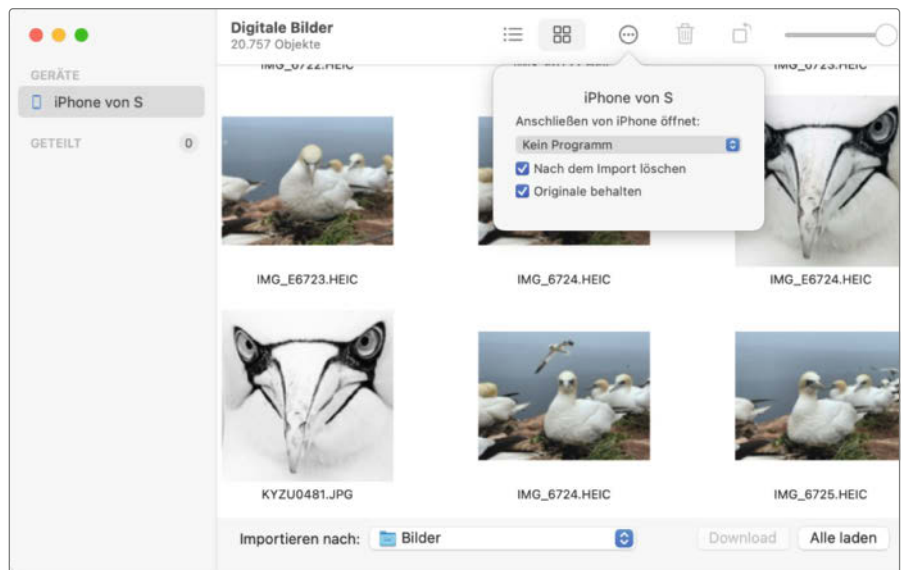 Digitale Bilder
20.757 Objekte
GERÄTE
iPhone von S
GETEILT 0
IMG_6722.HEIC
IMG_6723.HEIC
iPhone von S
Anschließen von iPhone öffnet:
Kein Programm
Nach dem Import löschen
Originale behalten
IMG_E6723.HEIC
IMG_6724.HEIC
IMG_E6724.HEIC
KYZU0481.JPG
IMG_6724.HEIC
IMG_6725.HEIC
Importieren nach: Bilder Download Alle laden